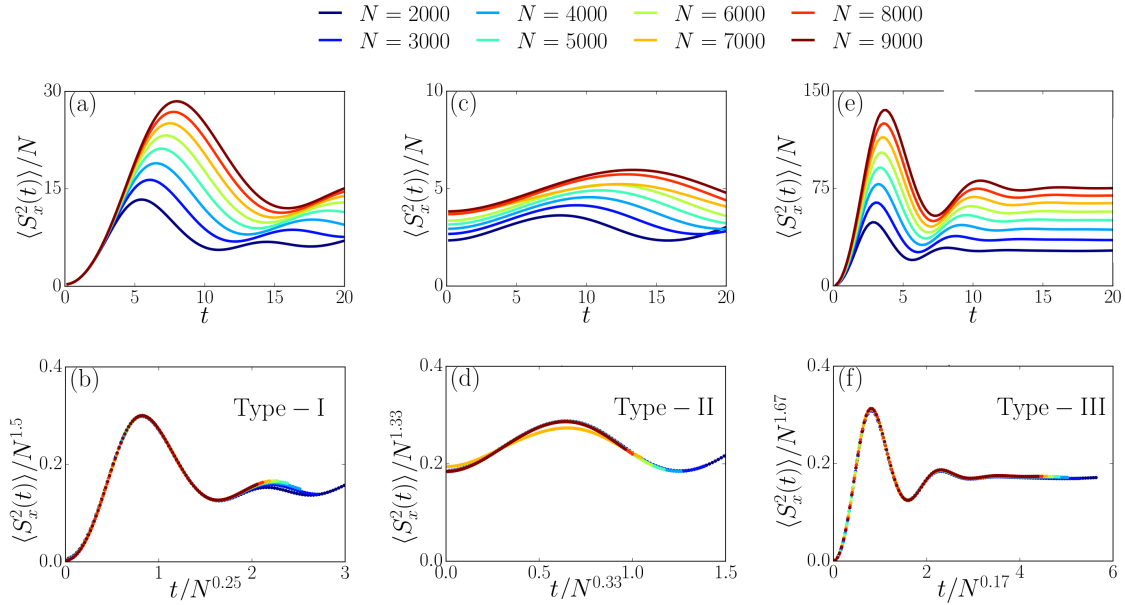 N = 2000 N = 4000 N = 6000 N = 8000
N = 3000 N = 5000 N = 7000 N = 9000
(a) (c) (e)
30 10 150
15 5 75
0 0 0
⟨S_x^2(t)⟩/N ⟨S_x^2(t)⟩/N ⟨S_x^2(t)⟩/N
0 5 10 15 20 0 5 10 15 20 0 5 10 15 20
t t t
(b) (d) (f)
Type − I Type − II Type − III
0.4 0.4 0.4
0.2 0.2 0.2
0.0 0.0 0.0
⟨S_x^2(t)⟩/N^1.5 ⟨S_x^2(t)⟩/N^1.33 ⟨S_x^2(t)⟩/N^1.67
0 1 2 3 0.0 0.5 1.0 1.5 0 2 4 6
t/N^0.25 t/N^0.33 t/N^0.17